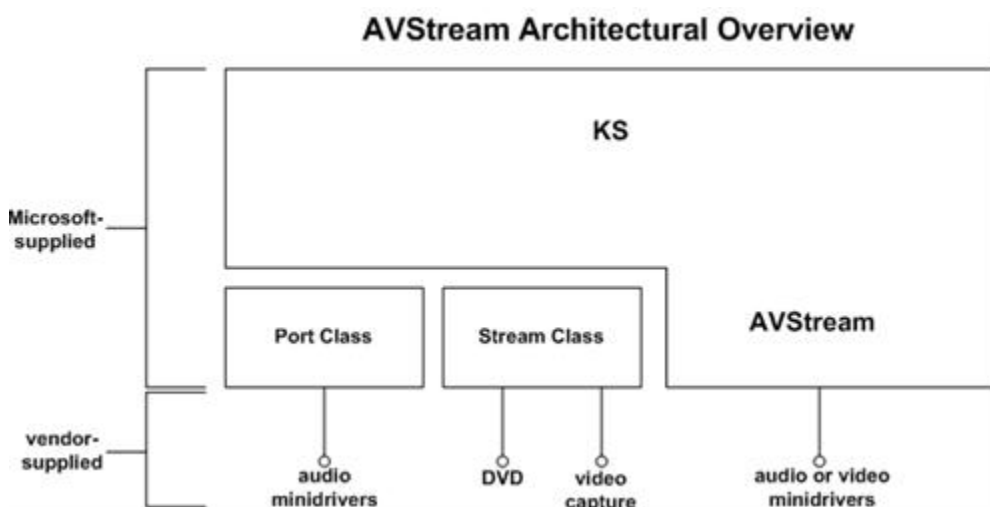 AVStream Architectural Overview
KS
Microsoft-
supplied
Port Class
Stream Class
AVStream
vendor-
supplied
audio
minidrivers
DVD
video
capture
audio or video
minidrivers